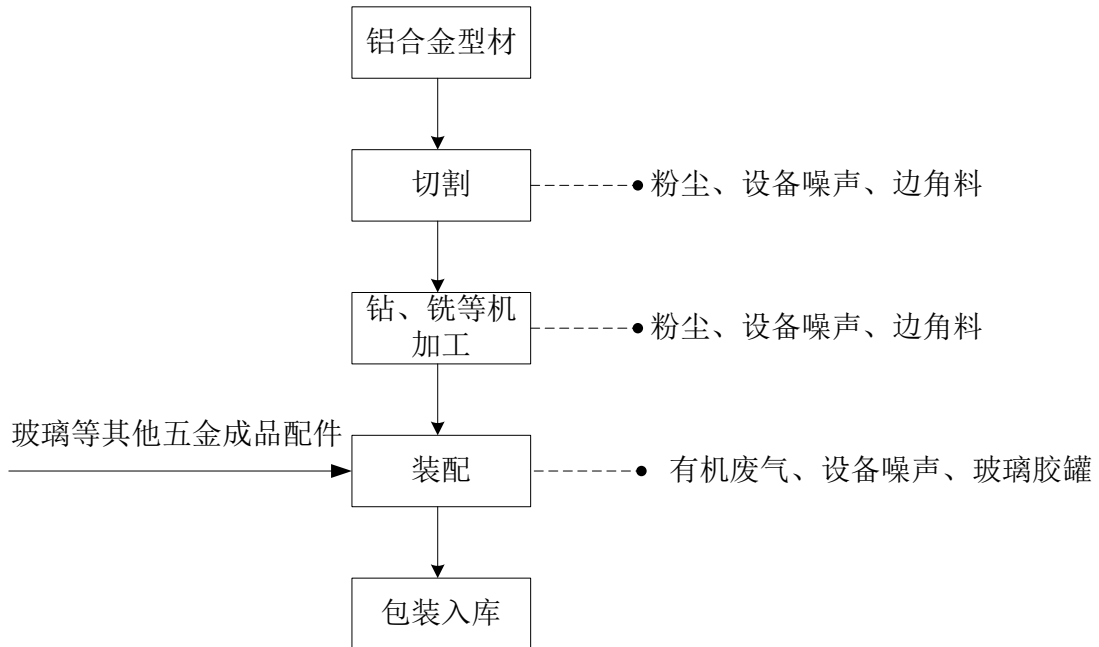 铝合金型材
切割
粉尘、设备噪声、边角料
钻、铣等机
加工
粉尘、设备噪声、边角料
玻璃等其他五金成品配件
装配
有机废气、设备噪声、玻璃胶罐
包装入库